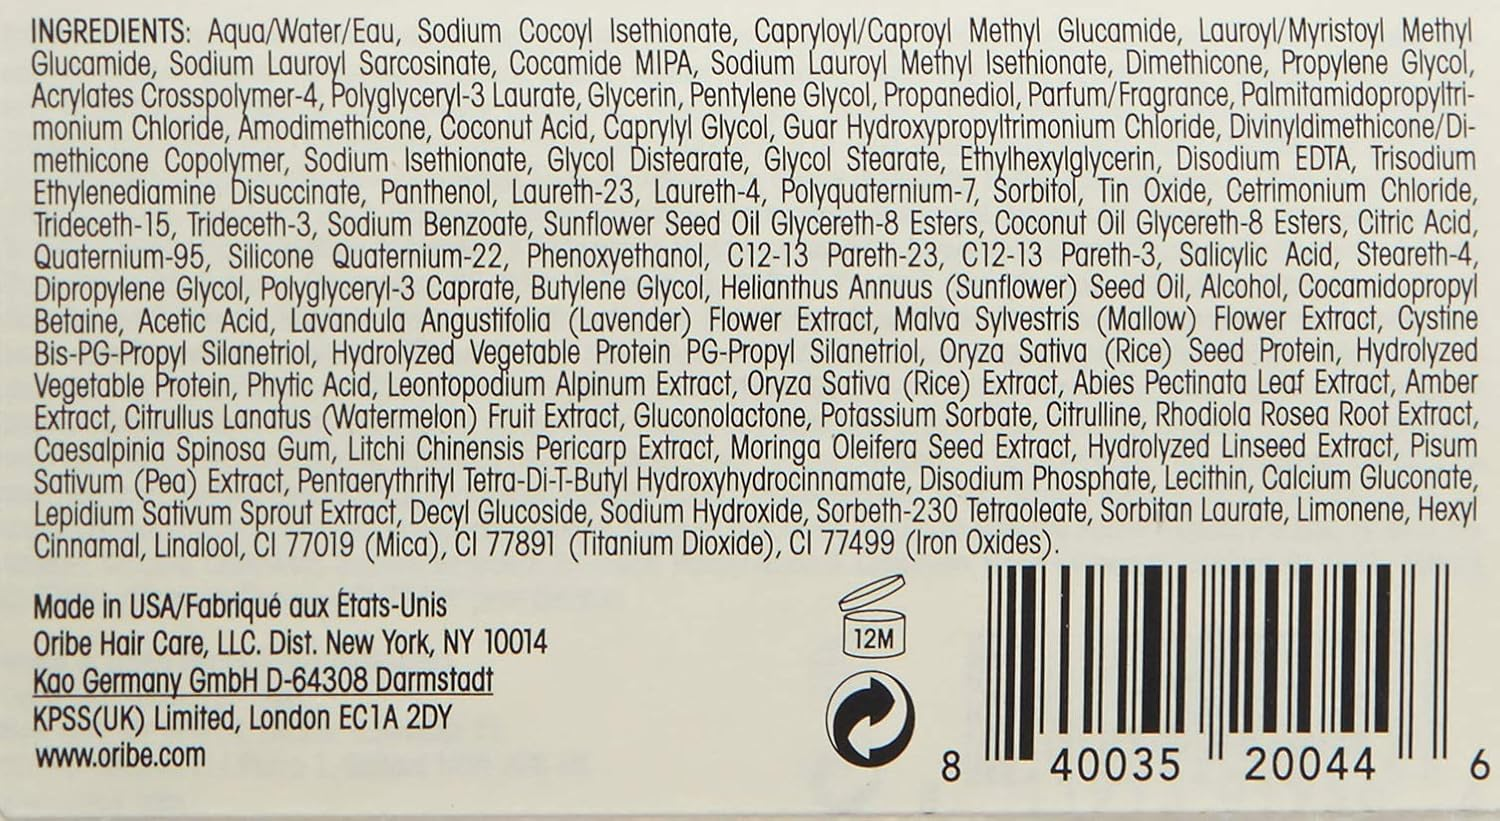 INGREDIENTS: Aqua/Water/Eau, Sodium Cocoyl Isethionate, Capryloyl/Caproyl Methyl Glucamide, Lauroyl/Myristoyl Methyl
Glucamide, Sodium Lauroyl Sarcosinate, Cocamide MIPA, Sodium Lauroyl Methyl Isethionate, Dimethicone, Propylene Glycol,
Acrylates Crosspolymer-4, Polyglyceryl-3 Laurate, Glycerin, Pentylene Glycol, Propanediol, Parfum/Fragrance, Palmitamidopropyltri-
monium Chloride, Amodimethicone, Coconut Acid, Caprylyl Glycol, Guar Hydroxypropyltrimonium Chloride, Divinyldimethicone/Di-
methicone Copolymer, Sodium Isethionate, Glycol Distearate, Glycol Stearate, Ethylhexylglycerin, Disodium EDTA, Trisodium
Ethylenediamine Disuccinate, Panthenol, Laureth-23, Laureth-4, Polyquaternium-7, Sorbitol, Tin Oxide, Cetrimonium Chloride,
Trideceth-15, Trideceth-3, Sodium Benzoate, Sunflower Seed Oil Glycereth-8 Esters, Coconut Oil Glycereth-8 Esters, Citric Acid,
Quaternium-95, Silicone Quaternium-22, Phenoxyethanol, C12-13 Pareth-23, C12-13 Pareth-3, Salicylic Acid, Steareth-4,
Dipropylene Glycol, Polyglyceryl-3 Caprate, Butylene Glycol, Helianthus Annuus (Sunflower) Seed Oil, Alcohol, Cocamidopropyl
Betaine, Acetic Acid, Lavandula Angustifolia (Lavender) Flower Extract, Malva Sylvestris (Mallow) Flower Extract, Cystine
Bis-PG-Propyl Silanetriol, Hydrolyzed Vegetable Protein PG-Propyl Silanetriol, Oryza Sativa (Rice) Seed Protein, Hydrolyzed
Vegetable Protein, Phytic Acid, Leontopodium Alpinum Extract, Oryza Sativa (Rice) Extract, Abies Pectinata Leaf Extract, Amber
Extract, Citrullus Lanatus (Watermelon) Fruit Extract, Gluconolactone, Potassium Sorbate, Citrulline, Rhodiola Rosea Root Extract,
Caesalpinia Spinosa Gum, Litchi Chinensis Pericarp Extract, Moringa Oleifera Seed Extract, Hydrolyzed Linseed Extract, Pisum
Sativum (Pea) Extract, Pentaerythrityl Tetra-Di-T-Butyl Hydroxyhydrocinnamate, Disodium Phosphate, Lecithin, Calcium Gluconate,
Lepidium Sativum Sprout Extract, Decyl Glucoside, Sodium Hydroxide, Sorbeth-230 Tetraoleate, Sorbitan Laurate, Limonene, Hexyl
Cinnamal, Linalool, CI 77019 (Mica), CI 77891 (Titanium Dioxide), CI 77499 (Iron Oxides).
Made in USA/Fabriqué aux États-Unis
Oribe Hair Care, LLC. Dist. New York, NY 10014
Kao Germany GmbH D-64308 Darmstadt
KPSS(UK) Limited, London EC1A 2DY
www.oribe.com
12M
8 40035 20044 6